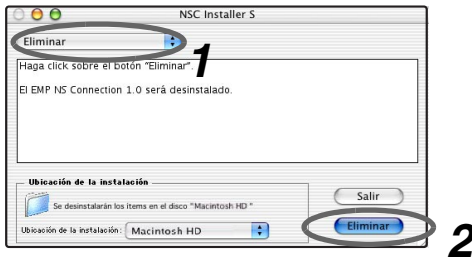 NSC Installer S
Eliminar
1
Haga click sobre el botón "Eliminar".
El EMP NS Connection 1.0 será desinstalado.
Ubicación de la instalación
Se desinstalarán los ítems en el disco "Macintosh HD "
Ubicación de la instalación: Macintosh HD
Salir
Eliminar
2